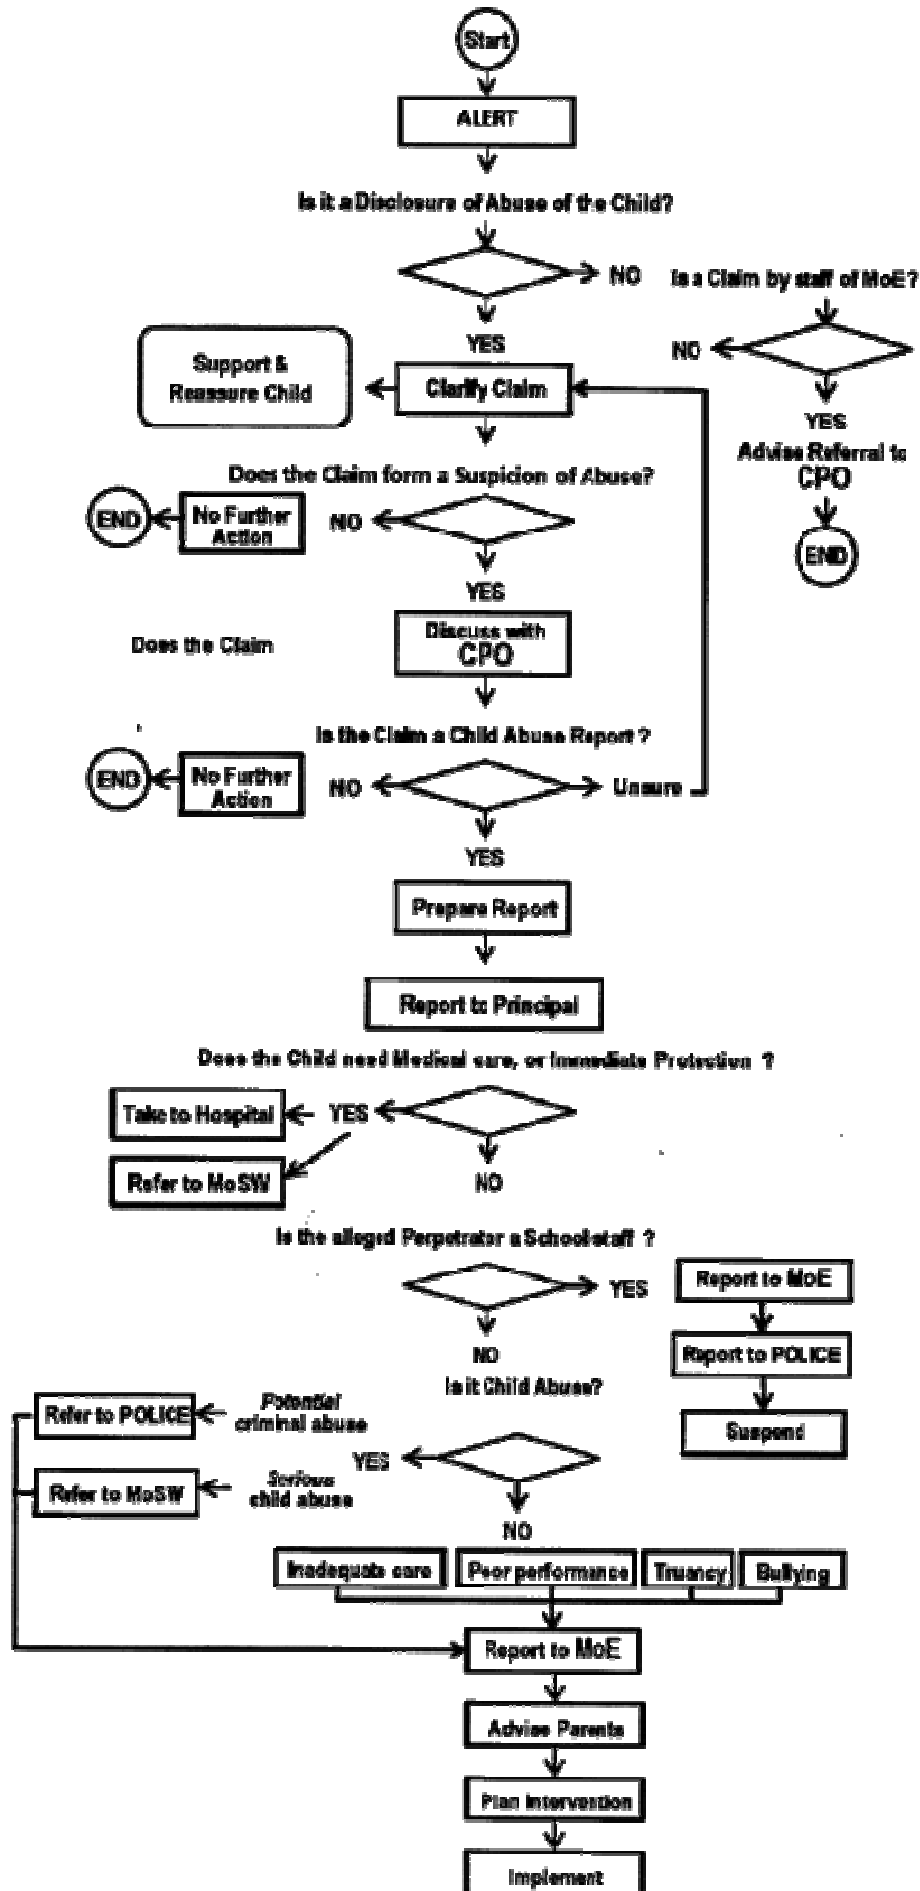 Start
ALERT
Is it a Disclosure of Abuse of the Child?
NO
Is a Claim by staff of MoE?
YES
NO
Support &
Reassure Child
Clarify Claim
YES
Advise Referral to
CPO
Does the Claim form a Suspicion of Abuse?
END
No Further
Action
NO
END
YES
Does the Claim
Discuss with
CPO
Is the Claim a Child Abuse Report ?
END
No Further
Action
NO
Unsure
YES
Prepare Report
Report to Principal
Does the Child need Medical care, or Immediate Protection ?
Take to Hospital
YES
Refer to MoSW
NO
Is the alleged Perpetrator a School staff ?
YES
Report to MoE
Report to POLICE
NO
Is it Child Abuse?
Suspend
Refer to POLICE
Potential
criminal abuse
YES
Refer to MoSW
Serious
child abuse
NO
Inadequate care
Poor performance
Truancy
Bullying
Report to MoE
Advise Parents
Plan Intervention
Implement